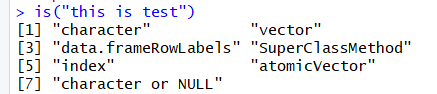 > is("this is test")
[1] "character"           "vector"
[3] "data.frameRowLabels" "SuperClassMethod"
[5] "index"               "atomicVector"
[7] "character or NULL"